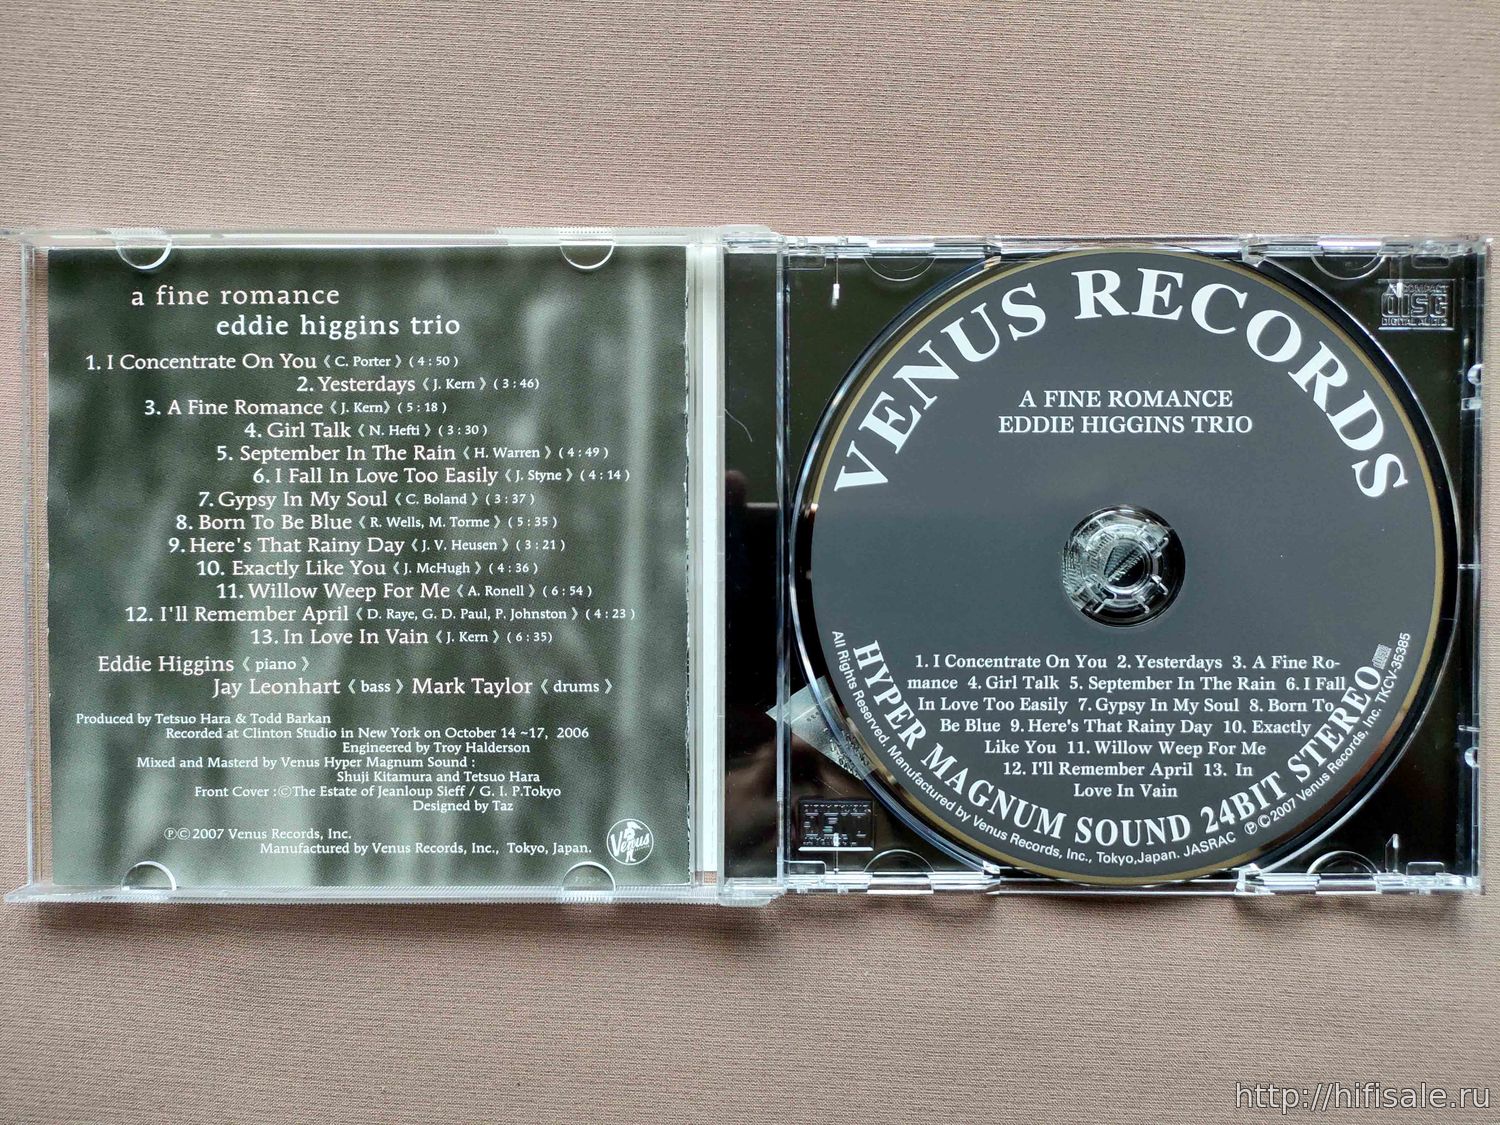 a fine romance
eddie higgins trio
1. I Concentrate On You《 C. Porter 》( 4 : 50 )
2. Yesterdays《 J. Kern 》( 3 : 46)
3. A Fine Romance《 J. Kern》( 5 : 18 )
4. Girl Talk《 N. Hefti 》( 3 : 30 )
5. September In The Rain《 H. Warren 》( 4 : 49 )
6. I Fall In Love Too Easily《 J. Styne 》( 4 : 14 )
7. Gypsy In My Soul《 C. Boland 》( 3 : 37 )
8. Born To Be Blue《 R. Wells, M. Torme 》( 5 : 35 )
9. Here's That Rainy Day《 J. V. Heusen 》( 3 : 21 )
10. Exactly Like You《 J. McHugh 》( 4 : 36 )
11. Willow Weep For Me《 A. Ronell 》( 6 : 54 )
12. I'll Remember April《 D. Raye, G. D. Paul, P. Johnston 》( 4 : 23 )
13. In Love In Vain《 J. Kern 》( 6 : 35)
Eddie Higgins《 piano 》
Jay Leonhart《 bass 》Mark Taylor《 drums 》
Produced by Tetsuo Hara & Todd Barkan
Recorded at Clinton Studio in New York on October 14 ~17, 2006
Engineered by Troy Halderson
Mixed and Masterd by Venus Hyper Magnum Sound :
Shuji Kitamura and Tetsuo Hara
Front Cover :©The Estate of Jeanloup Sieff / G. I. P.Tokyo
Designed by Taz
℗©2007 Venus Records, Inc.
Manufactured by Venus Records, Inc., Tokyo, Japan.
Venus
VENUS RECORDS
A FINE ROMANCE
EDDIE HIGGINS TRIO
1. I Concentrate On You 2. Yesterdays 3. A Fine Ro-
mance 4. Girl Talk 5. September In The Rain 6. I Fall
In Love Too Easily 7. Gypsy In My Soul 8. Born To
Be Blue 9. Here's That Rainy Day 10. Exactly
Like You 11. Willow Weep For Me
12. I'll Remember April 13. In
Love In Vain
HYPER MAGNUM SOUND 24BIT STEREO
All Rights Reserved. Manufactured by Venus Records, Inc., Tokyo,Japan. JASRAC ℗©2007 Venus Records, Inc. TKCV-35385
COMPACT
DISC
DIGITAL AUDIO
http://hifisale.ru